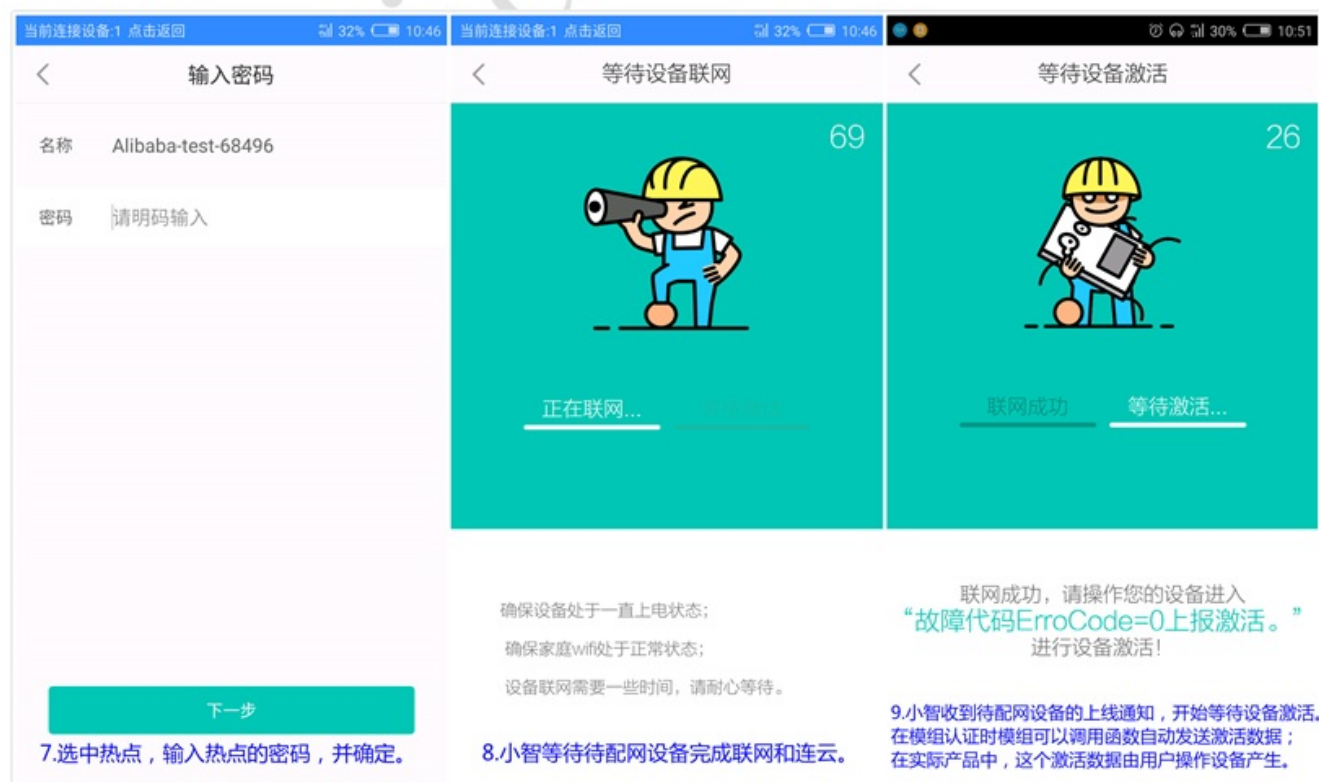 当前连接设备:1 点击返回
32%
10:46
输入密码
名称 Alibaba-test-68496
密码 请明码输入
下一步
7.选中热点，输入热点的密码，并确定。
当前连接设备:1 点击返回
32%
10:46
等待设备联网
69
正在联网...
确保设备处于一直上电状态;
确保家庭wifi处于正常状态;
设备联网需要一些时间，请耐心等待。
8.小智等待待配网设备完成联网和连云。
30%
10:51
等待设备激活
26
联网成功
等待激活...
联网成功，请操作您的设备进入
“故障代码ErroCode=0上报激活。”
进行设备激活!
9.小智收到待配网设备的上线通知，开始等待设备激活。
在模组认证时模组可以调用函数自动发送激活数据；
在实际产品中，这个激活数据由用户操作设备产生。